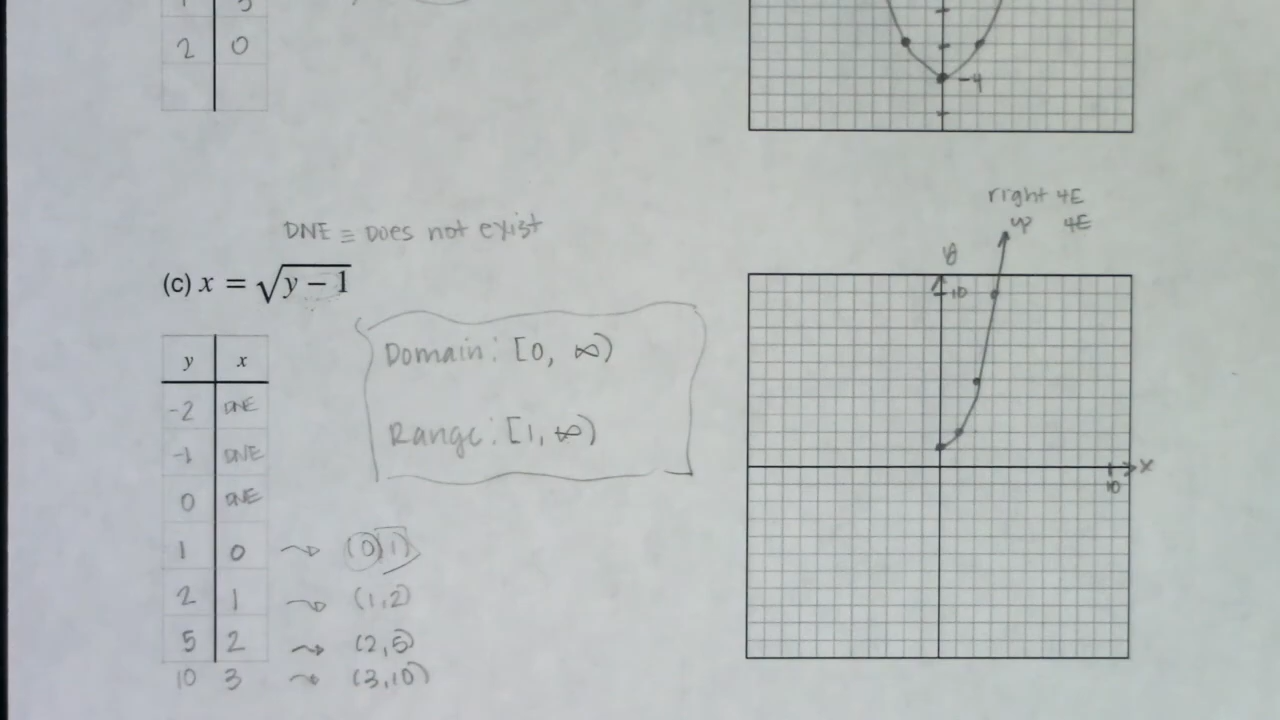 2 0
-4
right 4E
up 4E
DNE ≡ Does not exist
(c) x = √(y − 1)
y
10
x
10
y x
-2 DNE
-1 DNE
0 DNE
1 0 → (0,1)
2 1 → (1,2)
5 2 → (2,5)
10 3 → (3,10)
Domain: [0, ∞)
Range: [1, ∞)